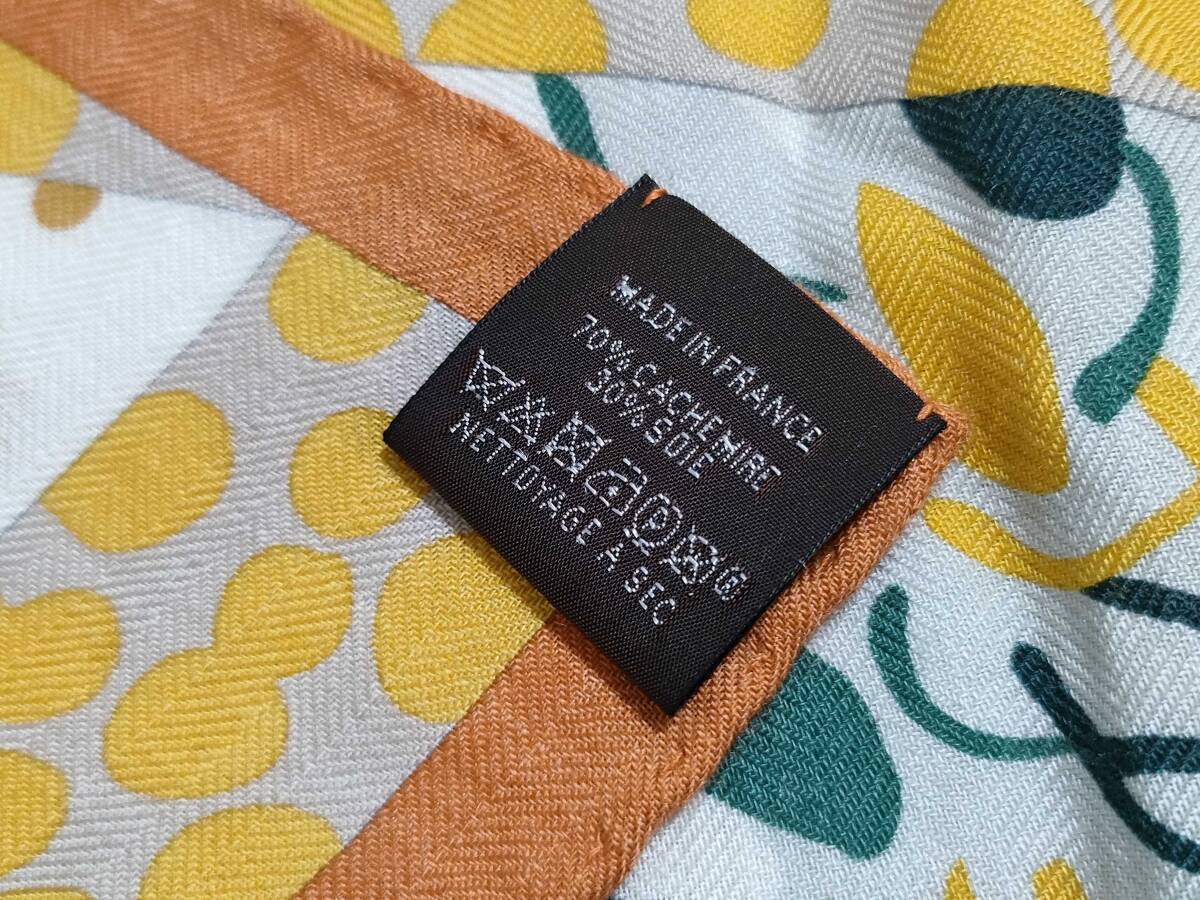 MADE IN FRANCE
70% CACHEMIRE
30% SOIE
P ®
NETTOYAGE A SEC